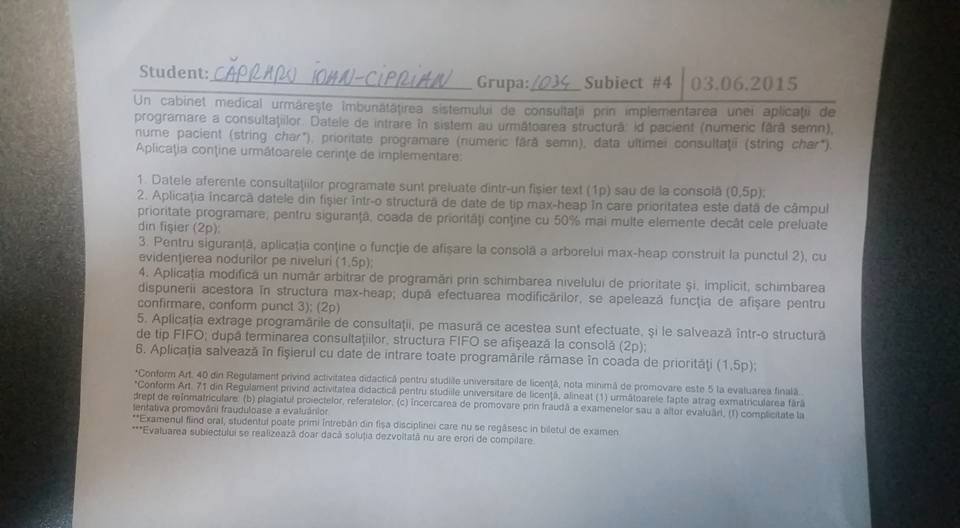 Student: CĂPRARU IOAN-CIPRIAN Grupa: 1034 Subiect #4 | 03.06.2015
Un cabinet medical urmărește îmbunătățirea sistemului de consultații prin implementarea unei aplicații de
programare a consultațiilor. Datele de intrare în sistem au următoarea structură: id pacient (numeric fără semn),
nume pacient (string char*), prioritate programare (numeric fără semn), data ultimei consultații (string char*).
Aplicația conține următoarele cerințe de implementare:
1. Datele aferente consultațiilor programate sunt preluate dintr-un fișier text (1p) sau de la consolă (0,5p);
2. Aplicația încarcă datele din fișier într-o structură de date de tip max-heap în care prioritatea este dată de câmpul
prioritate programare; pentru siguranță, coada de priorități conține cu 50% mai multe elemente decât cele preluate
din fișier (2p);
3. Pentru siguranță, aplicația conține o funcție de afișare la consolă a arborelui max-heap construit la punctul 2), cu
evidențierea nodurilor pe niveluri (1,5p);
4. Aplicația modifică un număr arbitrar de programări prin schimbarea nivelului de prioritate și, implicit, schimbarea
dispunerii acestora în structura max-heap; după efectuarea modificărilor, se apelează funcția de afișare pentru
confirmare, conform punct 3); (2p)
5. Aplicația extrage programările de consultații, pe masură ce acestea sunt efectuate, și le salvează într-o structură
de tip FIFO; după terminarea consultațiilor, structura FIFO se afișează la consolă (2p);
6. Aplicația salvează în fișierul cu date de intrare toate programările rămase în coada de priorități (1,5p);
*Conform Art. 40 din Regulament privind activitatea didactică pentru studiile universitare de licență, nota minimă de promovare este 5 la evaluarea finală.
*Conform Art. 71 din Regulament privind activitatea didactică pentru studiile universitare de licență, alineat (1) următoarele fapte atrag exmatricularea fără
drept de reînmatriculare: (b) plagiatul proiectelor, referatelor, (c) încercarea de promovare prin fraudă a examenelor sau a altor evaluări, (f) complicitate la
tentativa promovării frauduloase a evaluărilor.
**Examenul fiind oral, studentul poate primi întrebări din fișa disciplinei care nu se regăsesc în biletul de examen.
***Evaluarea subiectului se realizează doar dacă soluția dezvoltată nu are erori de compilare.